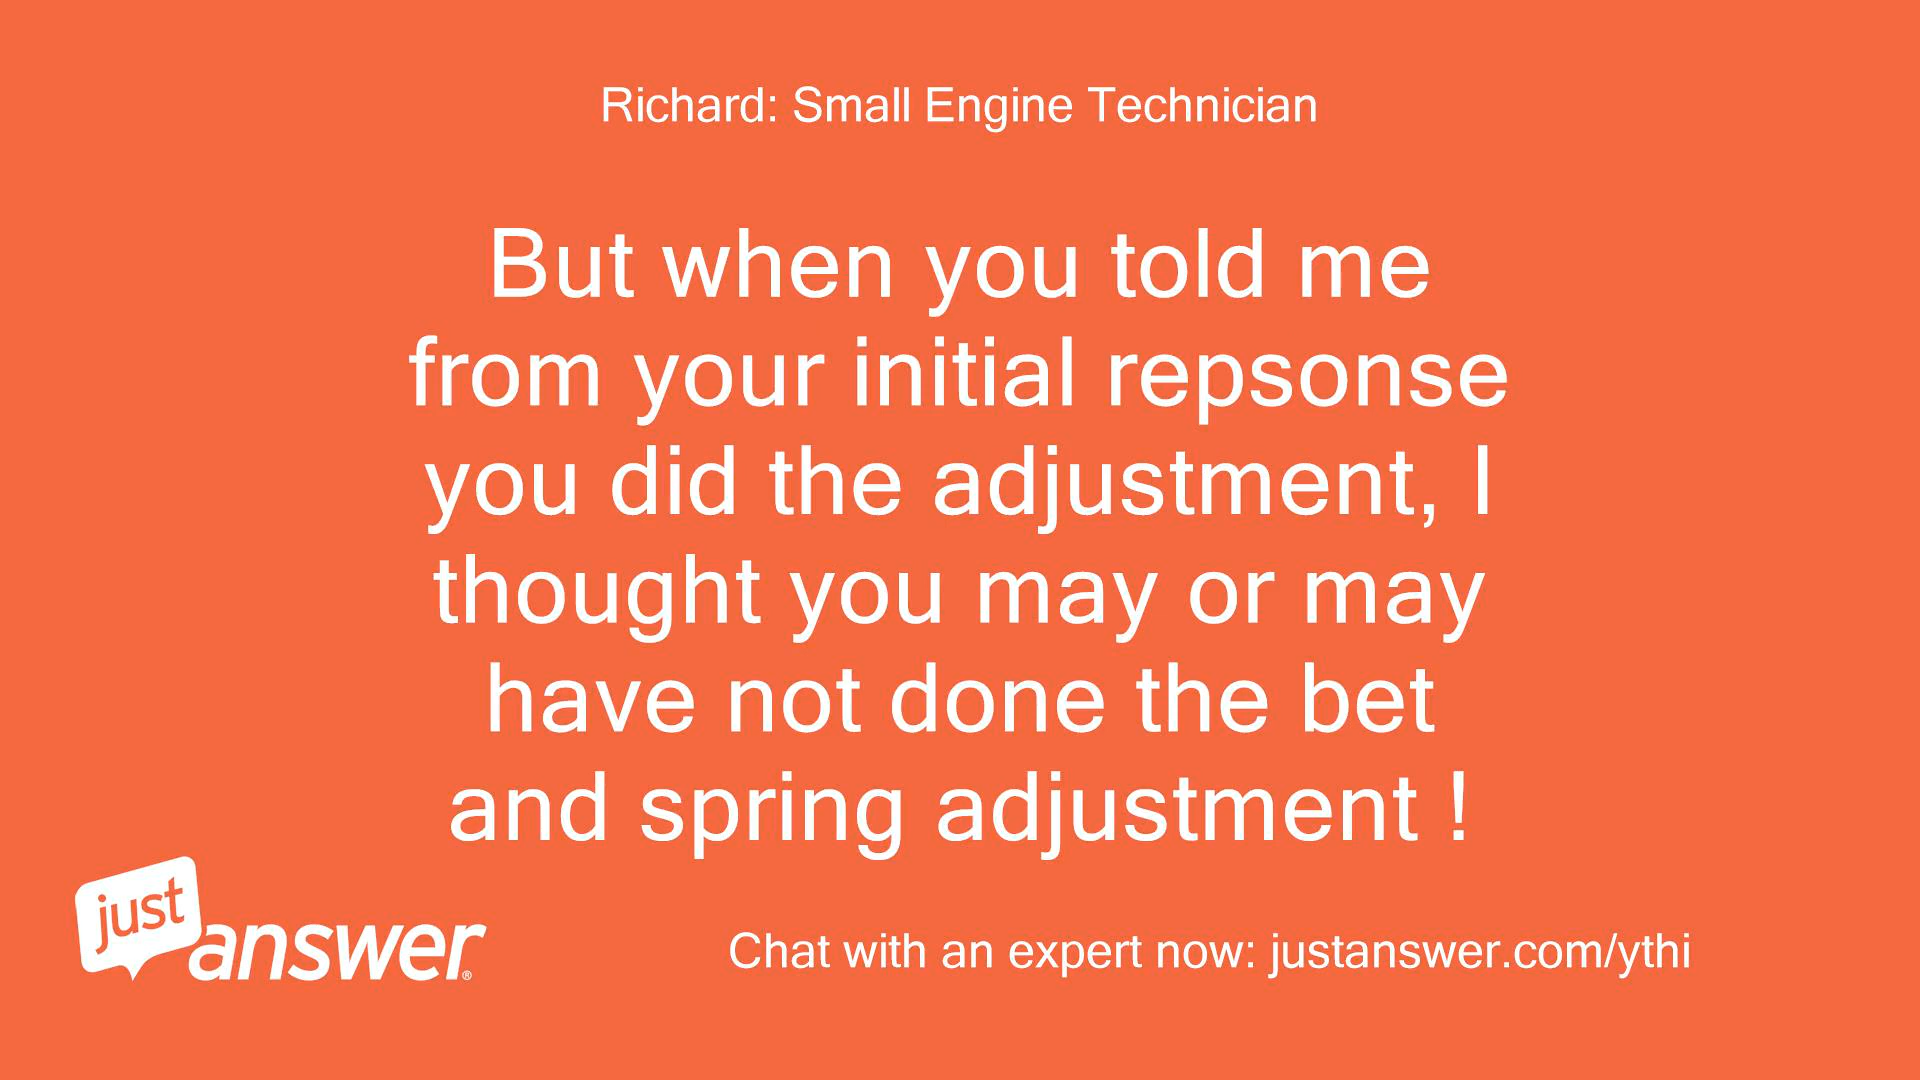 Richard: Small Engine Technician
But when you told me
from your initial repsonse
you did the adjustment, I
thought you may or may
have not done the bet
and spring adjustment !
just
answer®
Chat with an expert now: justanswer.com/ythi